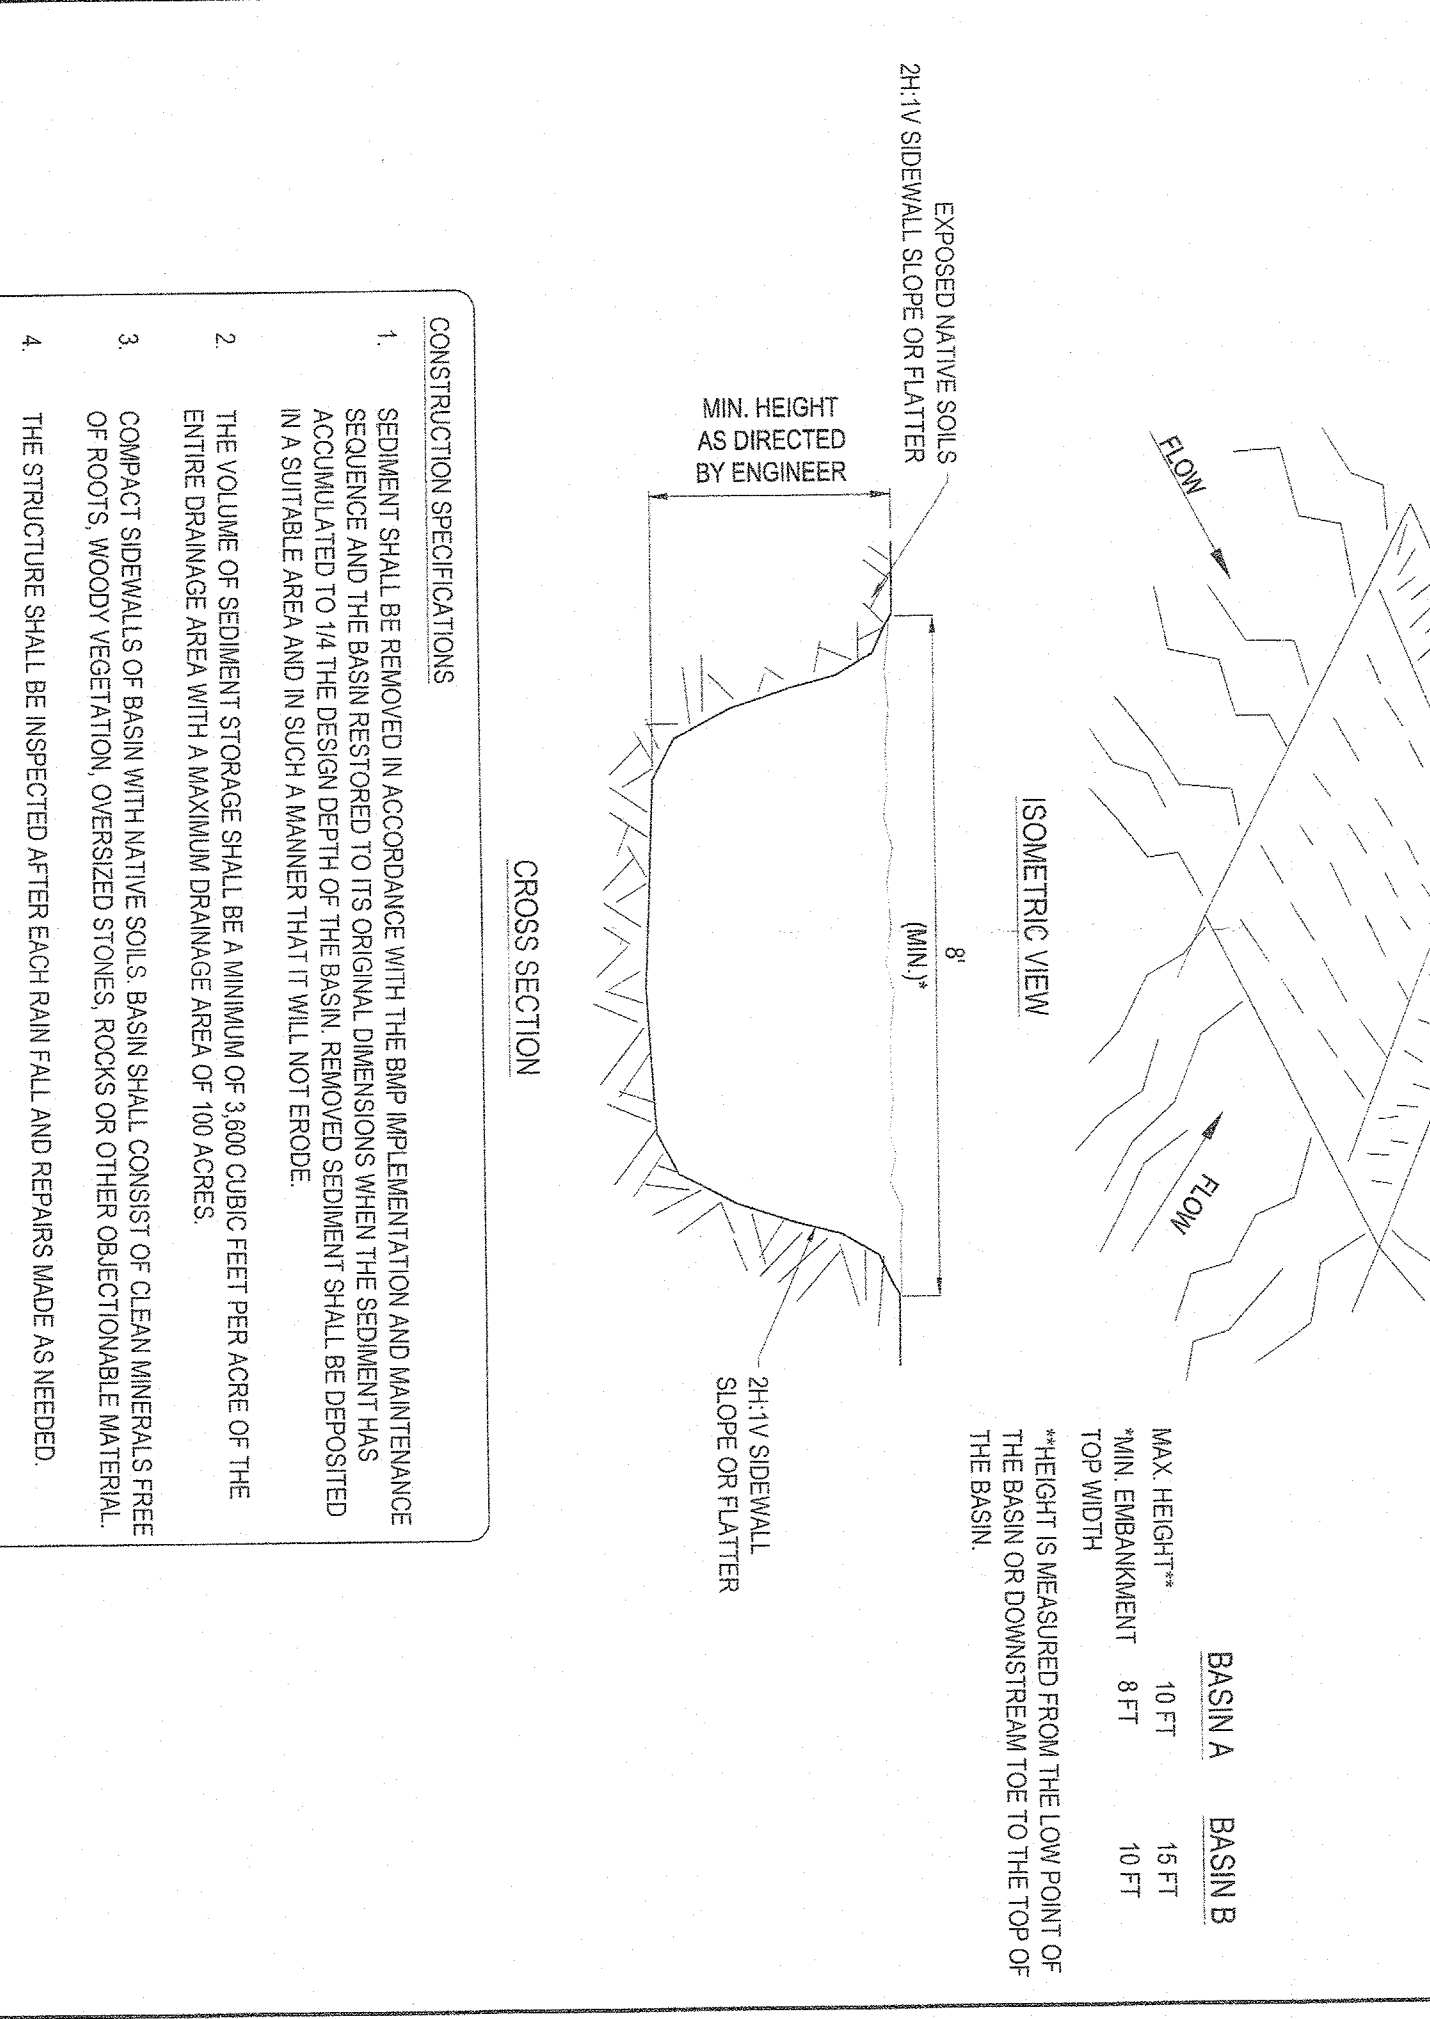 FLOW
FLOW
ISOMETRIC VIEW
BASIN A
BASIN B
MAX. HEIGHT** 10 FT 15 FT
*MIN. EMBANKMENT 8 FT 10 FT
TOP WIDTH
**HEIGHT IS MEASURED FROM THE LOW POINT OF
THE BASIN OR DOWNSTREAM TOE TO THE TOP OF
THE BASIN.
EXPOSED NATIVE SOILS
2H:1V SIDEWALL SLOPE OR FLATTER
8'
(MIN.)*
MIN. HEIGHT
AS DIRECTED
BY ENGINEER
2H:1V SIDEWALL
SLOPE OR FLATTER
CROSS SECTION
CONSTRUCTION SPECIFICATIONS
1. SEDIMENT SHALL BE REMOVED IN ACCORDANCE WITH THE BMP IMPLEMENTATION AND MAINTENANCE
SEQUENCE AND THE BASIN RESTORED TO ITS ORIGINAL DIMENSIONS WHEN THE SEDIMENT HAS
ACCUMULATED TO 1/4 THE DESIGN DEPTH OF THE BASIN. REMOVED SEDIMENT SHALL BE DEPOSITED
IN A SUITABLE AREA AND IN SUCH A MANNER THAT IT WILL NOT ERODE.
2. THE VOLUME OF SEDIMENT STORAGE SHALL BE A MINIMUM OF 3,600 CUBIC FEET PER ACRE OF THE
ENTIRE DRAINAGE AREA WITH A MAXIMUM DRAINAGE AREA OF 100 ACRES.
3. COMPACT SIDEWALLS OF BASIN WITH NATIVE SOILS. BASIN SHALL CONSIST OF CLEAN MINERALS FREE
OF ROOTS, WOODY VEGETATION, OVERSIZED STONES, ROCKS OR OTHER OBJECTIONABLE MATERIAL.
4. THE STRUCTURE SHALL BE INSPECTED AFTER EACH RAIN FALL AND REPAIRS MADE AS NEEDED.